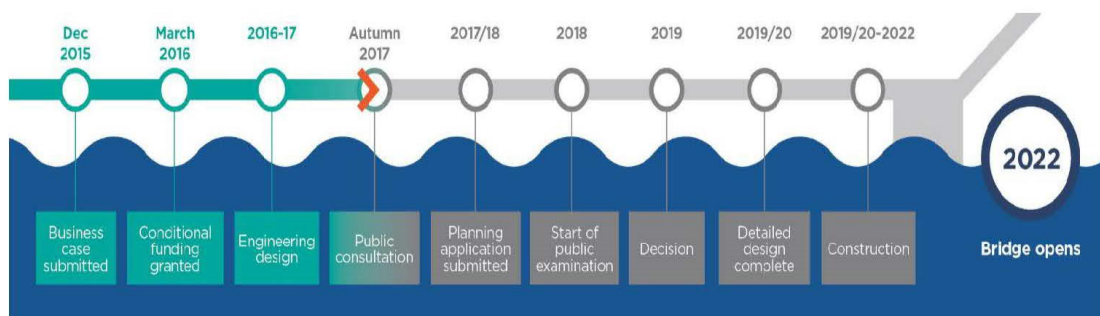 Dec
2015
March
2016
2016-17
Autumn
2017
2017/18
2018
2019
2019/20
2019/20-2022
2022
Business
case
submitted
Conditional
funding
granted
Engineering
design
Public
consultation
Planning
application
submitted
Start of
public
examination
Decision
Detailed
design
complete
Construction
Bridge opens